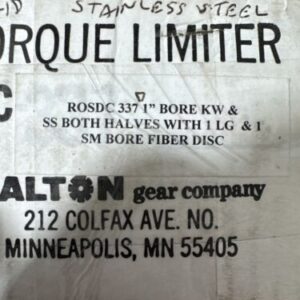 STAINLESS STEEL
ORQUE LIMITER
C
ROSDC 337 1" BORE KW &
SS BOTH HALVES WITH 1 LG & 1
SM BORE FIBER DISC
ALTON gear company
212 COLFAX AVE. NO.
MINNEAPOLIS, MN 55405